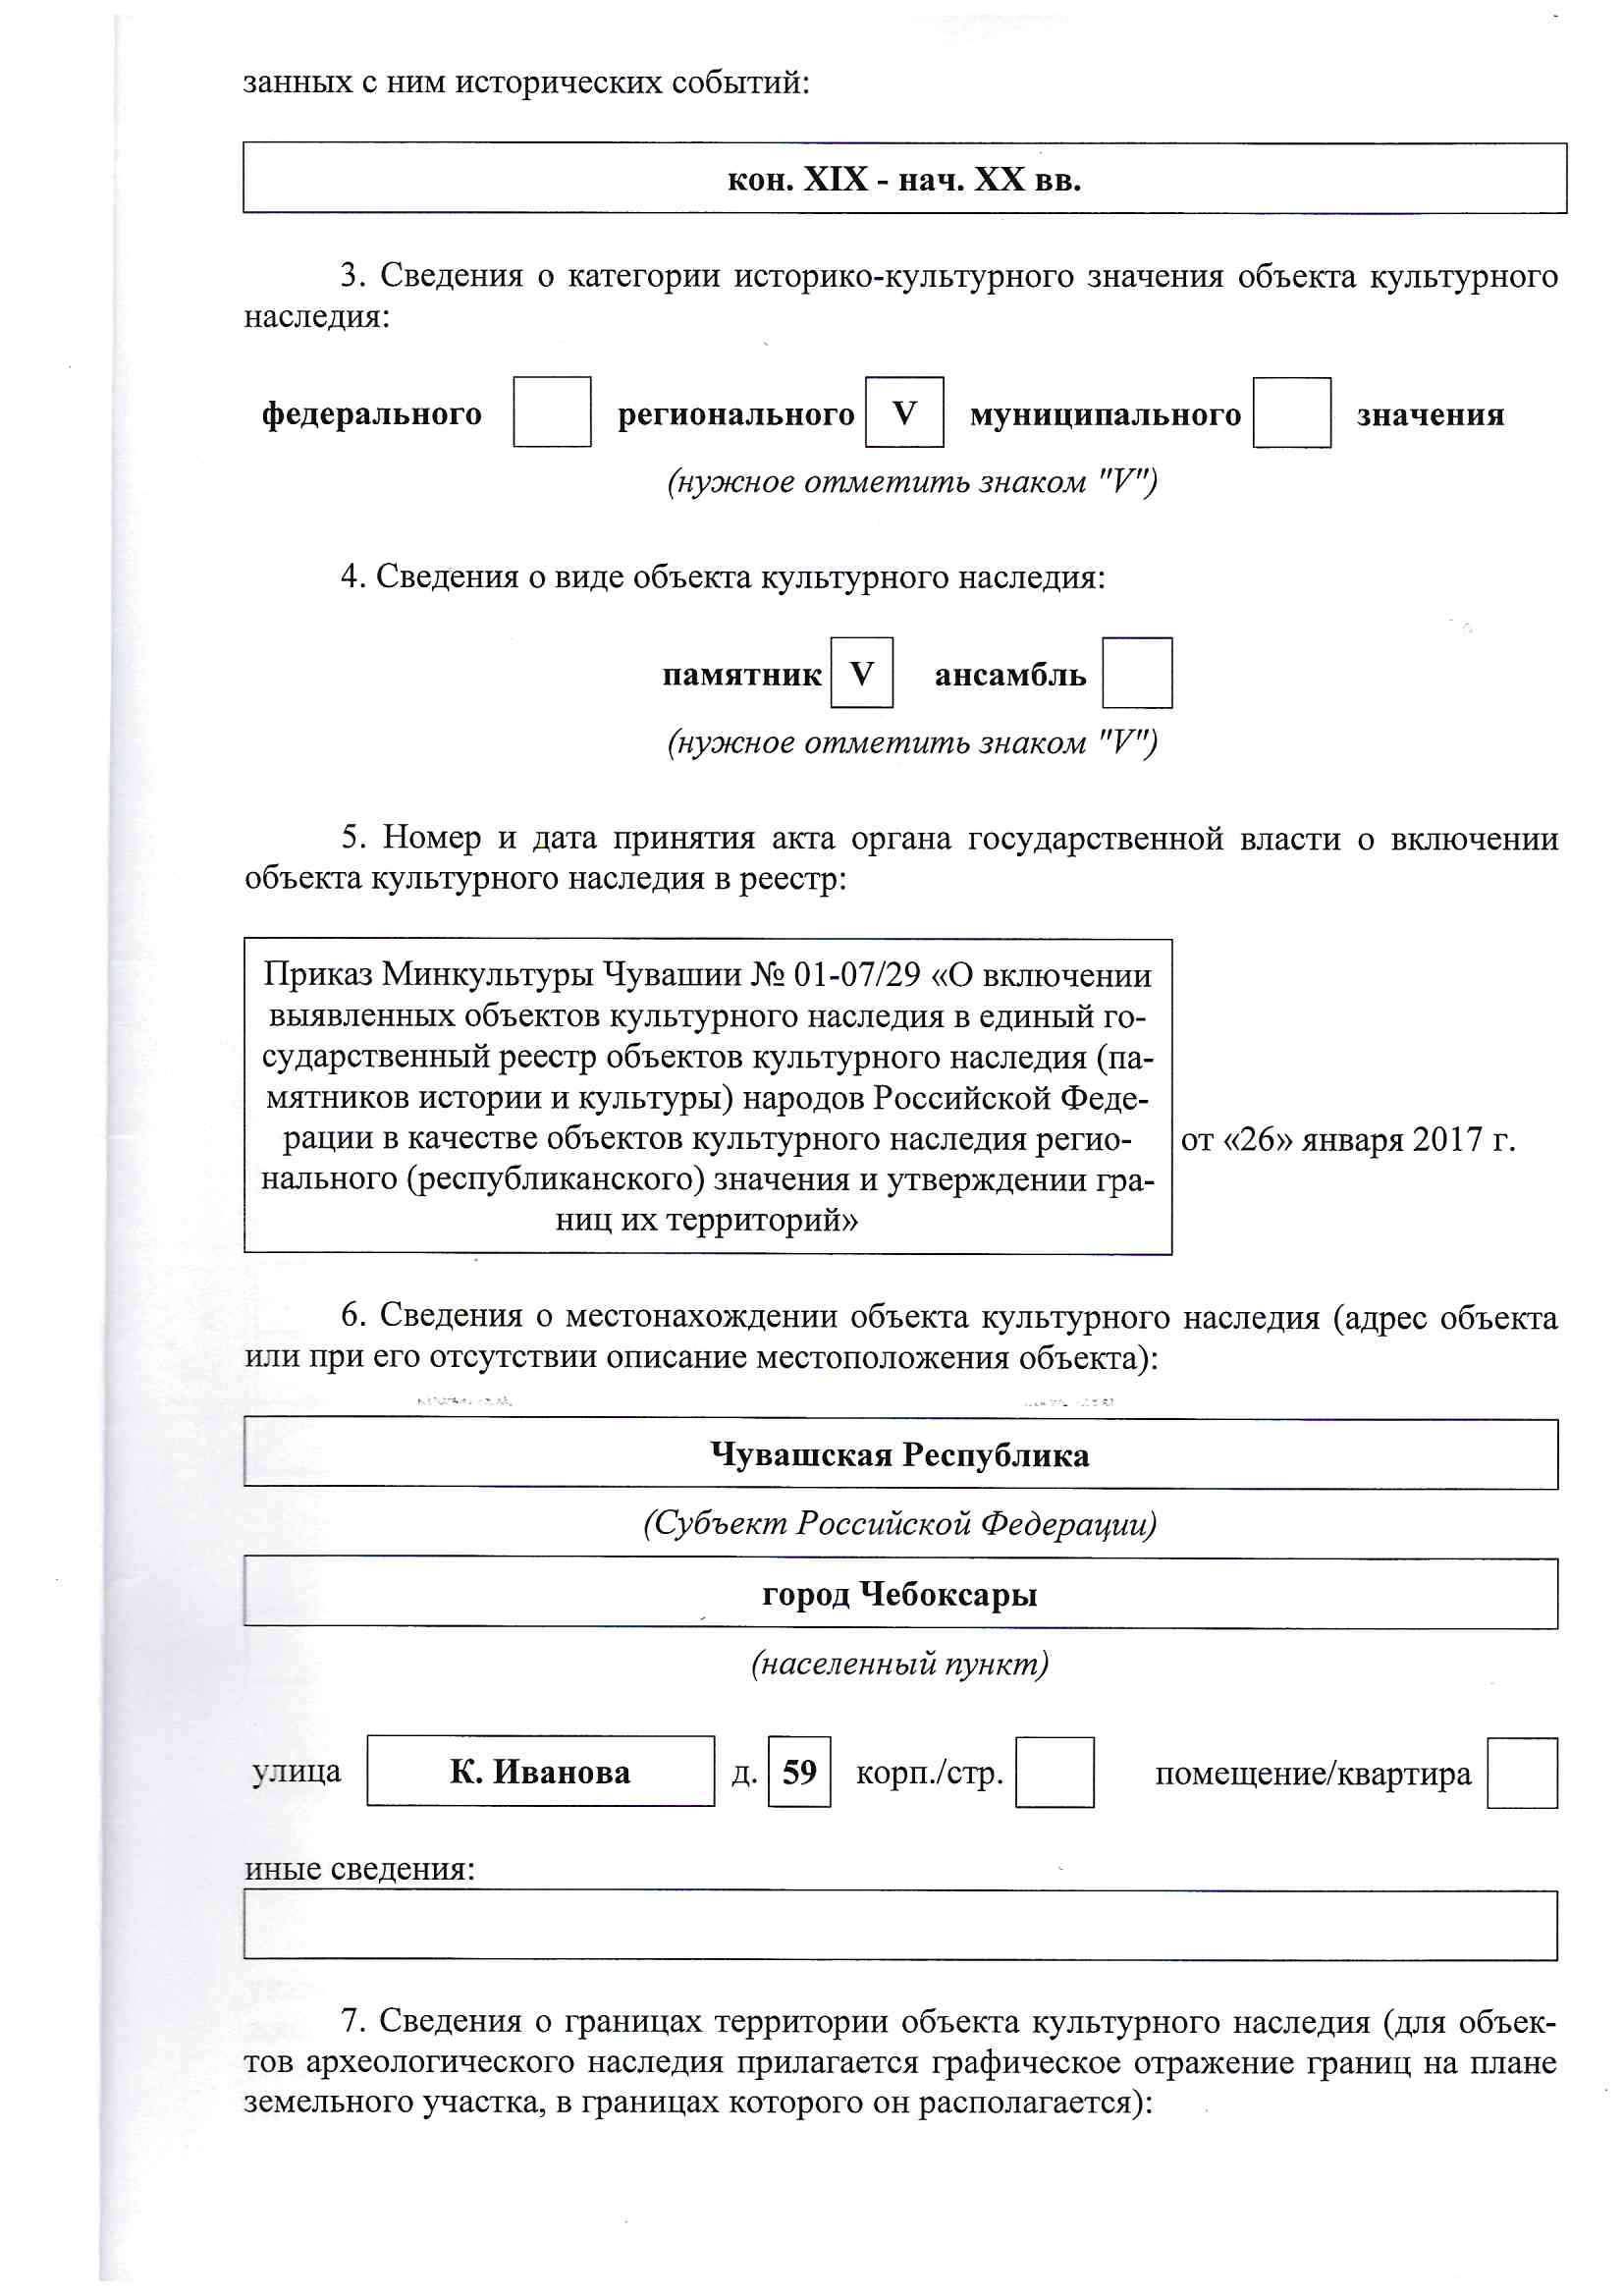 занных с ним исторических событий:
кон. XIX - нач. XX вв.
3. Сведения о категории историко-культурного значения объекта культурного
наследия:
федерального регионального V муниципального значения
(нужное отметить знаком "V")
4. Сведения о виде объекта культурного наследия:
памятник V ансамбль
(нужное отметить знаком "V")
5. Номер и дата принятия акта органа государственной власти о включении
объекта культурного наследия в реестр:
Приказ Минкультуры Чувашии № 01-07/29 «О включении
выявленных объектов культурного наследия в единый го-
сударственный реестр объектов культурного наследия (па-
мятников истории и культуры) народов Российской Феде-
рации в качестве объектов культурного наследия регио-
нального (республиканского) значения и утверждении гра-
ниц их территорий»
от «26» января 2017 г.
6. Сведения о местонахождении объекта культурного наследия (адрес объекта
или при его отсутствии описание местоположения объекта):
Чувашская Республика
(Субъект Российской Федерации)
город Чебоксары
(населенный пункт)
улица К. Иванова д. 59 корп./стр. помещение/квартира
иные сведения:
7. Сведения о границах территории объекта культурного наследия (для объек-
тов археологического наследия прилагается графическое отражение границ на плане
земельного участка, в границах которого он располагается):